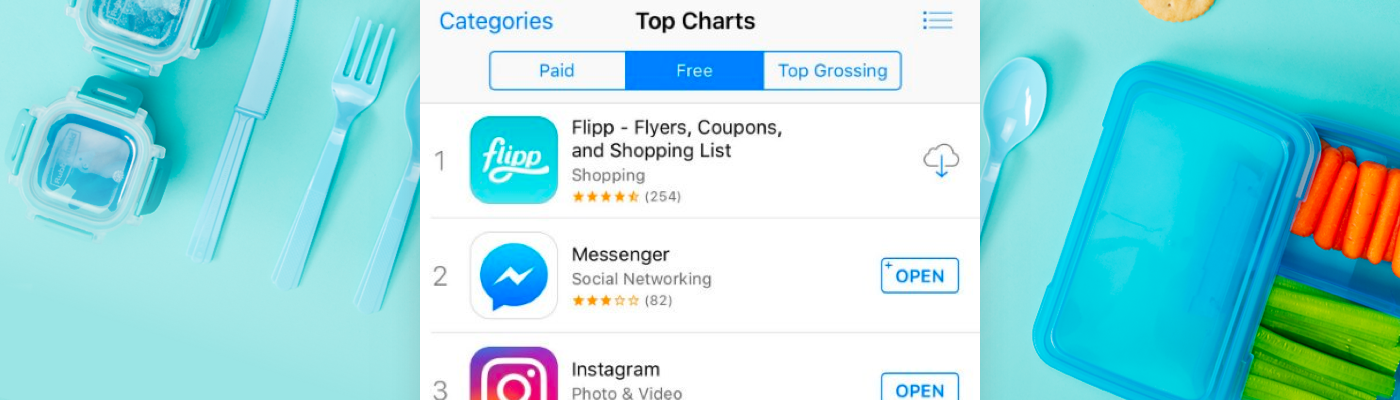 Categories
Top Charts
Paid
Free
Top Grossing
1
flipp
Flipp - Flyers, Coupons,
and Shopping List
Shopping
(254)
2
Messenger
Social Networking
(82)
+
OPEN
3
Instagram
Photo & Video
OPEN